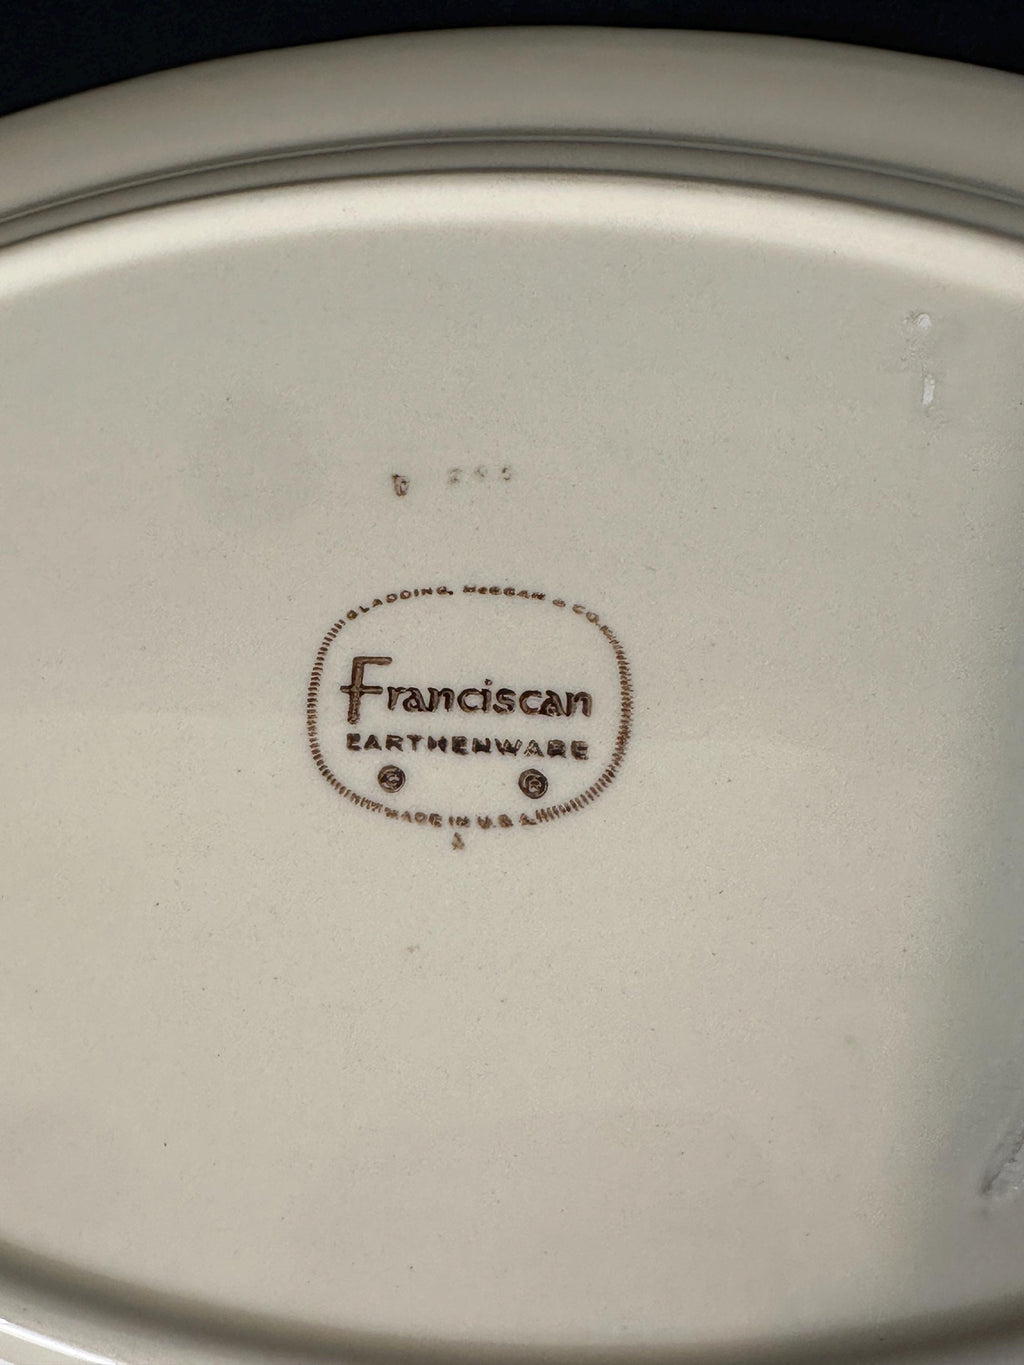 GLADDING, McBEAN & CO.
Franciscan
EARTHENWARE
© ®
MADE IN U.S.A.